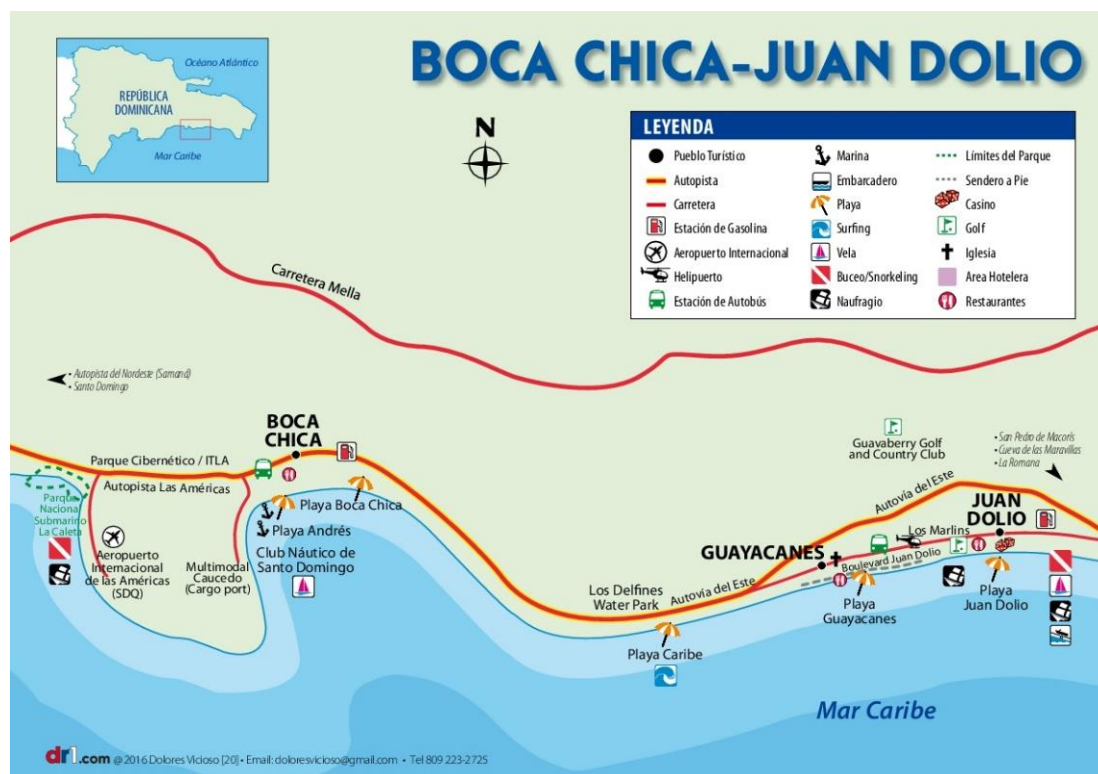 BOCA CHICA-JUAN DOLIO
Océano Atlántico
REPÚBLICA
DOMINICANA
Mar Caribe
N
LEYENDA
Pueblo Turístico
Autopista
Carretera
Estación de Gasolina
Aeropuerto Internacional
Helipuerto
Estación de Autobús
Marina
Embarcadero
Playa
Surfing
Vela
Buceo/Snorkeling
Naufragio
Límites del Parque
Sendero a Pie
Casino
Golf
Iglesia
Area Hotelera
Restaurantes
Carretera Mella
• Autopista del Nordeste (Samaná)
• Santo Domingo
BOCA
CHICA
Parque Cibernético / ITLA
Autopista Las Américas
Parque
Naciona
Submarino
La Caleta
Aeropuerto
Internacional
de las Américas
(SDQ)
Multimodal
Caucedo
(Cargo port)
Playa Boca Chica
Playa Andrés
Club Náutico de
Santo Domingo
Los Delfines
Water Park
Autovía del Este
Playa Caribe
GUAYACANES
Boulevard Juan Dolio
Playa
Guayacanes
Autovía del Este
Guavaberry Golf
and Country Club
• San Pedro de Macorís
• Cueva de las Maravillas
• La Romana
JUAN
DOLIO
Los Marlins
Playa
Juan Dolio
Mar Caribe
dr1.com @ 2016 Dolores Vicioso [20] • Email: doloresvicioso@gmail.com • Tel 809 223-2725